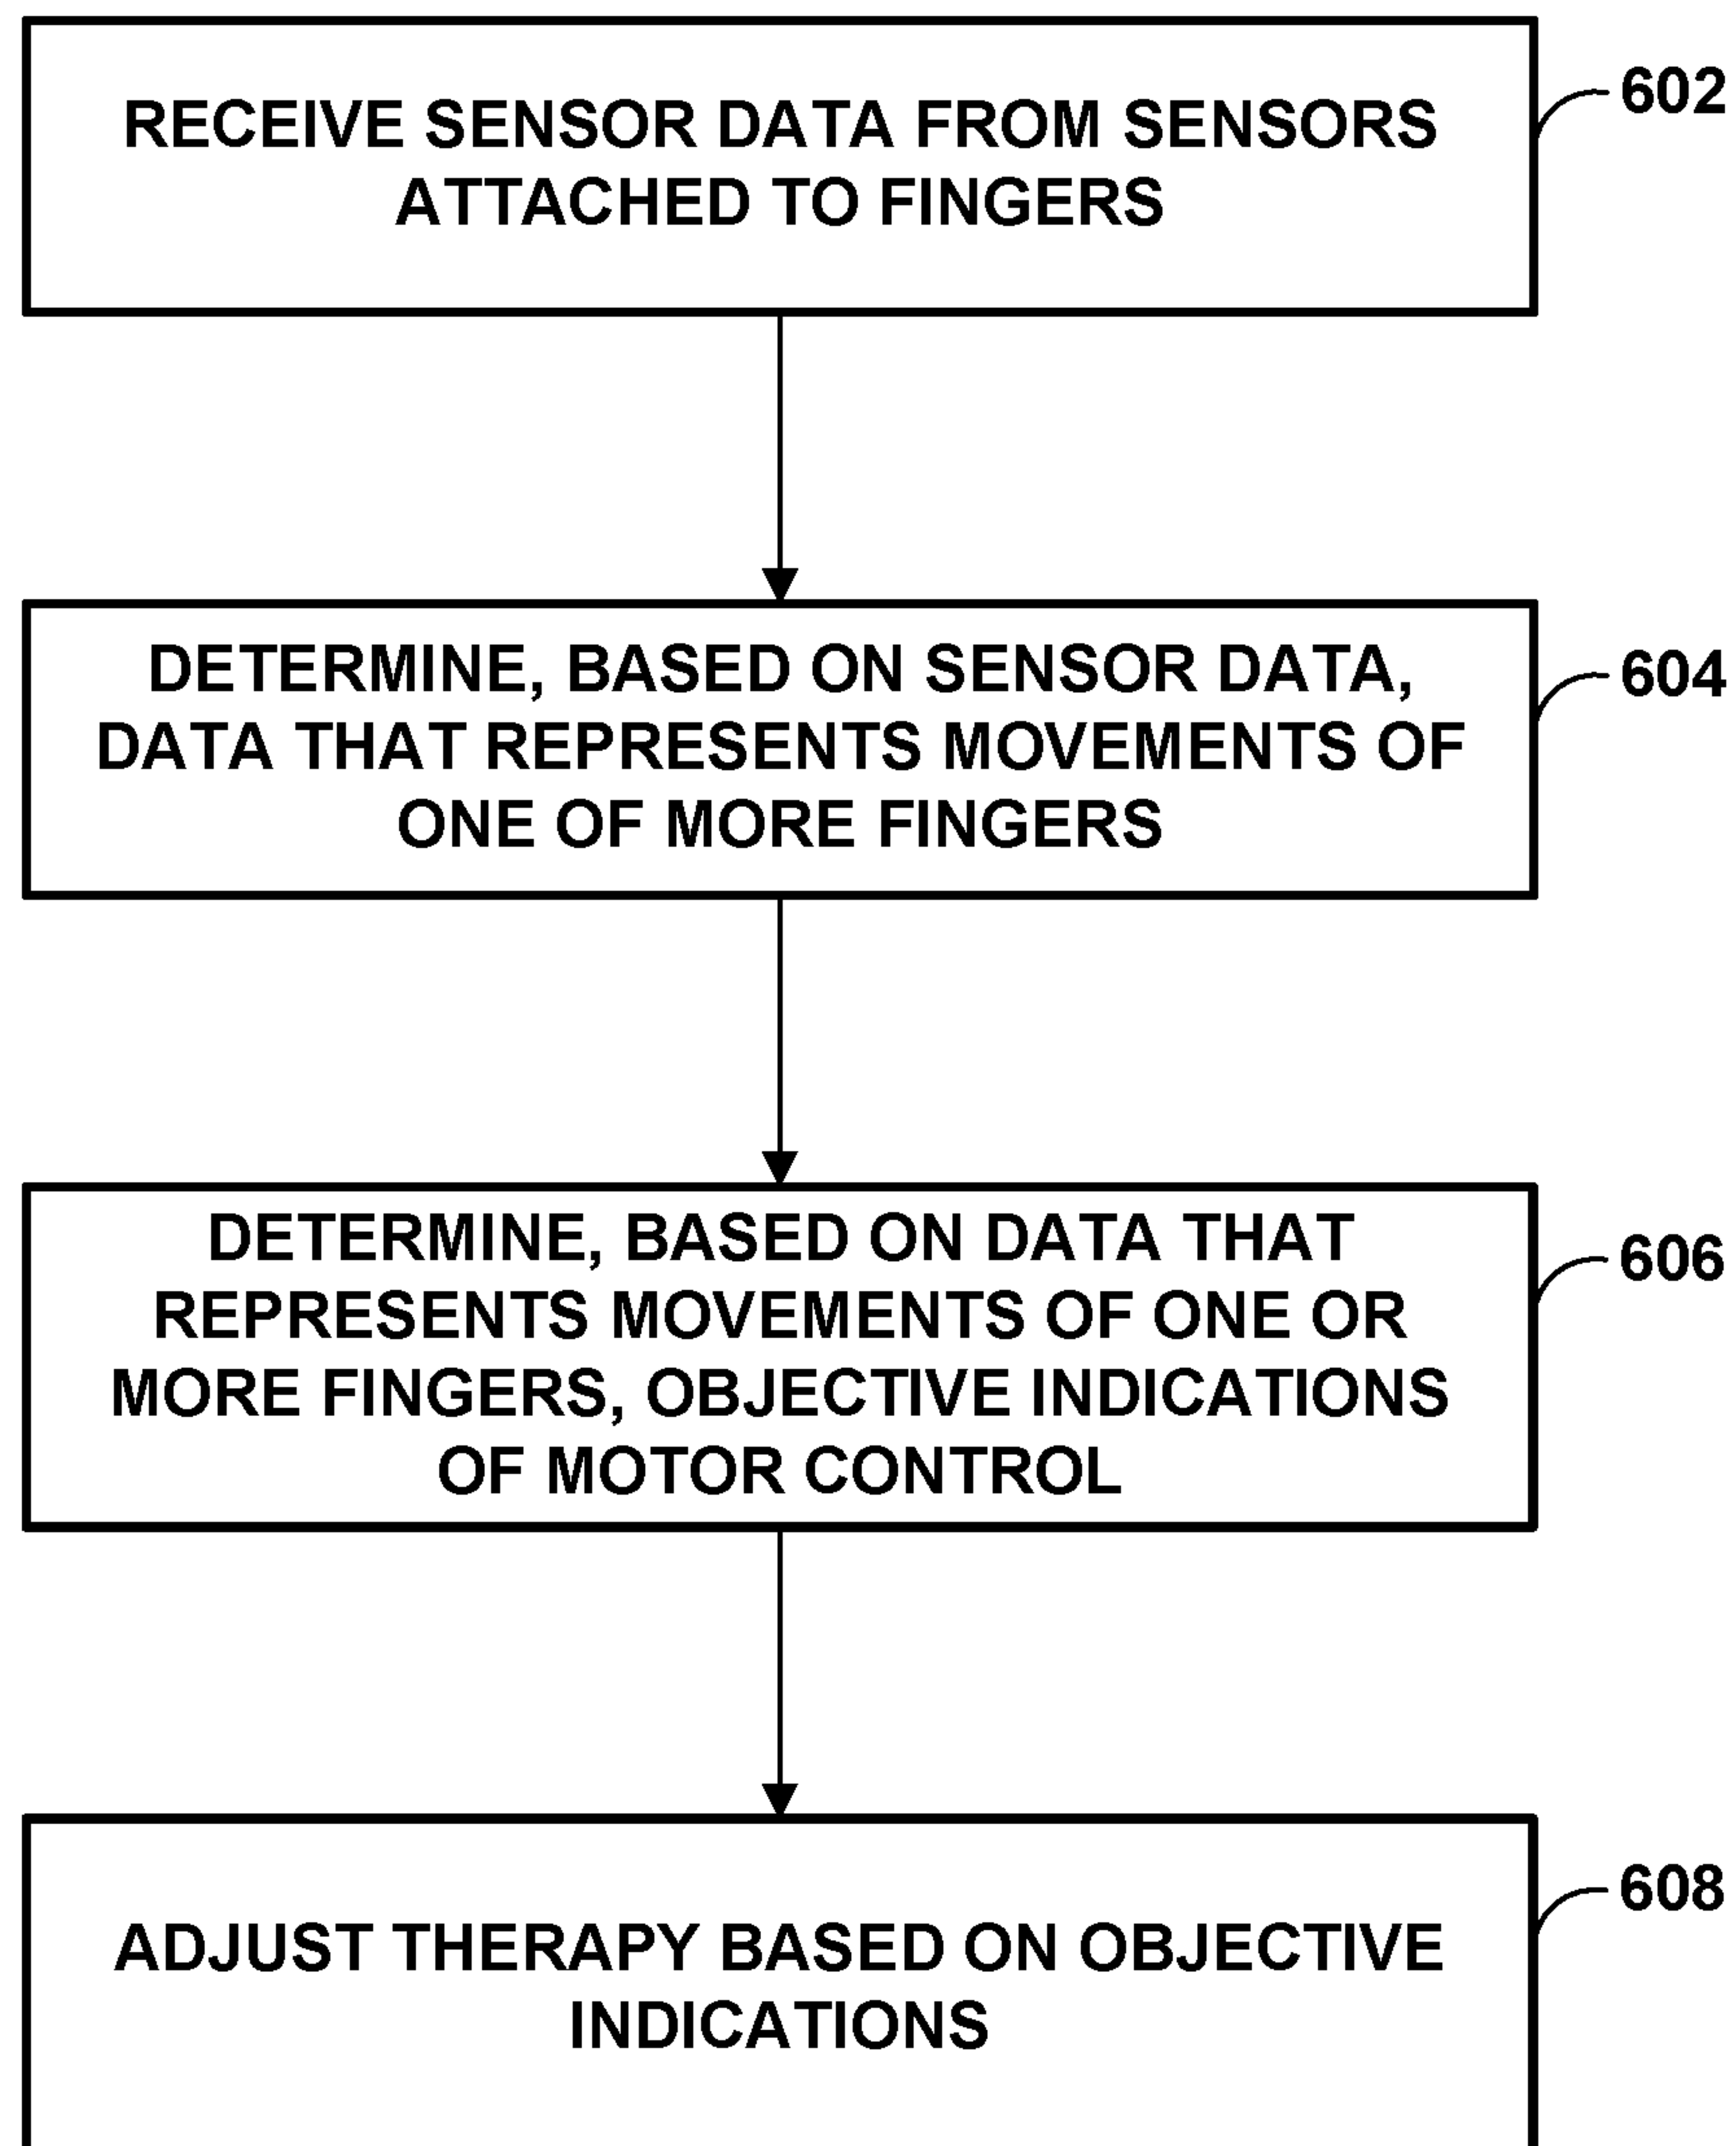 RECEIVE SENSOR DATA FROM SENSORS
ATTACHED TO FINGERS
602
DETERMINE, BASED ON SENSOR DATA,
DATA THAT REPRESENTS MOVEMENTS OF
ONE OF MORE FINGERS
604
DETERMINE, BASED ON DATA THAT
REPRESENTS MOVEMENTS OF ONE OR
MORE FINGERS, OBJECTIVE INDICATIONS
OF MOTOR CONTROL
606
ADJUST THERAPY BASED ON OBJECTIVE
INDICATIONS
608